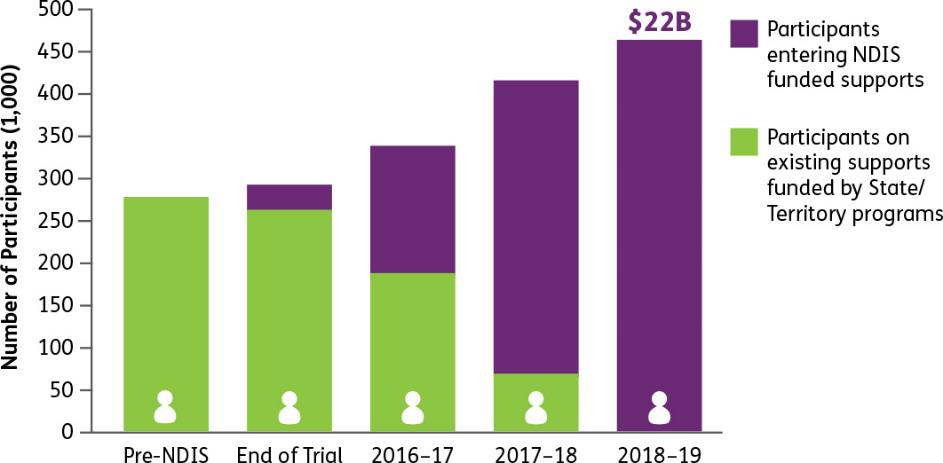 Number of Participants (1,000)
500
450
400
350
300
250
200
150
100
50
0
$22B
Pre-NDIS
End of Trial
2016–17
2017–18
2018–19
Participants
entering NDIS
funded supports
Participants on
existing supports
funded by State/
Territory programs